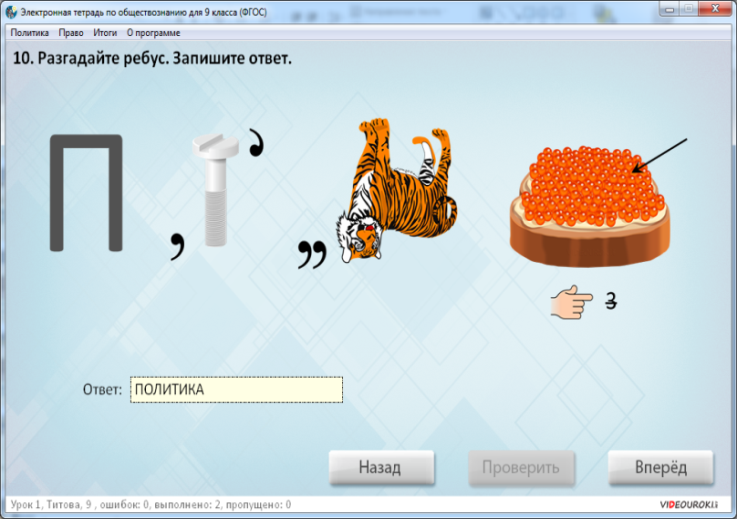 Электронная тетрадь по обществознанию для 9 класса (ФГОС)
Политика Право Итоги О программе
10. Разгадайте ребус. Запишите ответ.
П , ’ ,,
3
Ответ: ПОЛИТИКА
Назад Проверить Вперёд
Урок 1, Титова, 9 , ошибок: 0, выполнено: 2, пропущено: 0
VIDEOUROKI